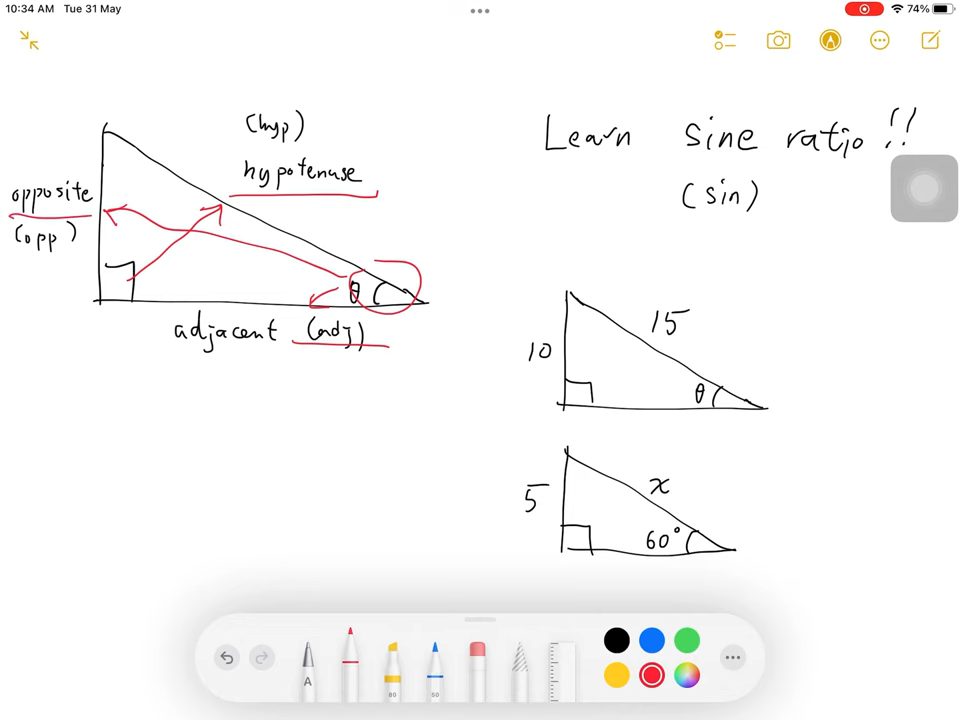 10:34 AM Tue 31 May
74%
(hyp)
hypotenuse
opposite
(opp)
θ
adjacent (adj)
Learn sine ratio !!
(sin)
15
10
θ
x
5
60°
A
80
50